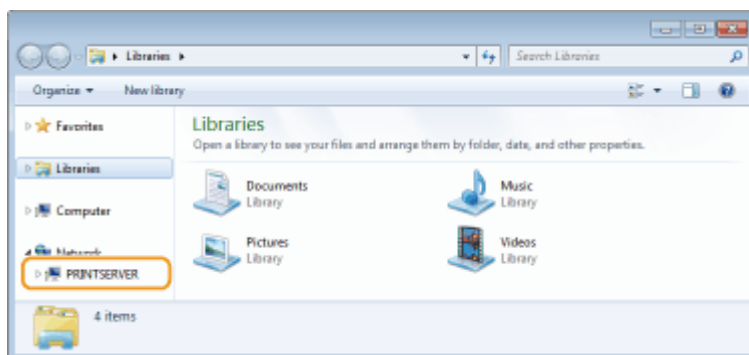 Libraries
Search Libraries
Organize
New library
Favorites
Libraries
Computer
Network
PRINTSERVER
Libraries
Open a library to see your files and arrange them by folder, date, and other properties.
Documents
Library
Music
Library
Pictures
Library
Videos
Library
4 items